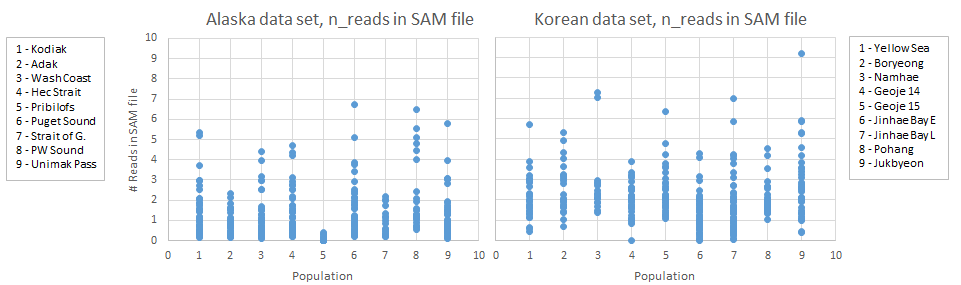 Alaska data set, n_reads in SAM file
Korean data set, n_reads in SAM file
1 - Kodiak
2 - Adak
3 - Wash Coast
4 - Hec Strait
5 - Pribilofs
6 - Puget Sound
7 - Strait of G.
8 - PW Sound
9 - Unimak Pass
# Reads in SAM file
10
9
8
7
6
5
4
3
2
1
0
0 1 2 3 4 5 6 7 8 9 10
Population
0 1 2 3 4 5 6 7 8 9 10
Population
1 - Yellow Sea
2 - Boryeong
3 - Namhae
4 - Geoje 14
5 - Geoje 15
6 - Jinhae Bay E
7 - Jinhae Bay L
8 - Pohang
9 - Jukbyeon